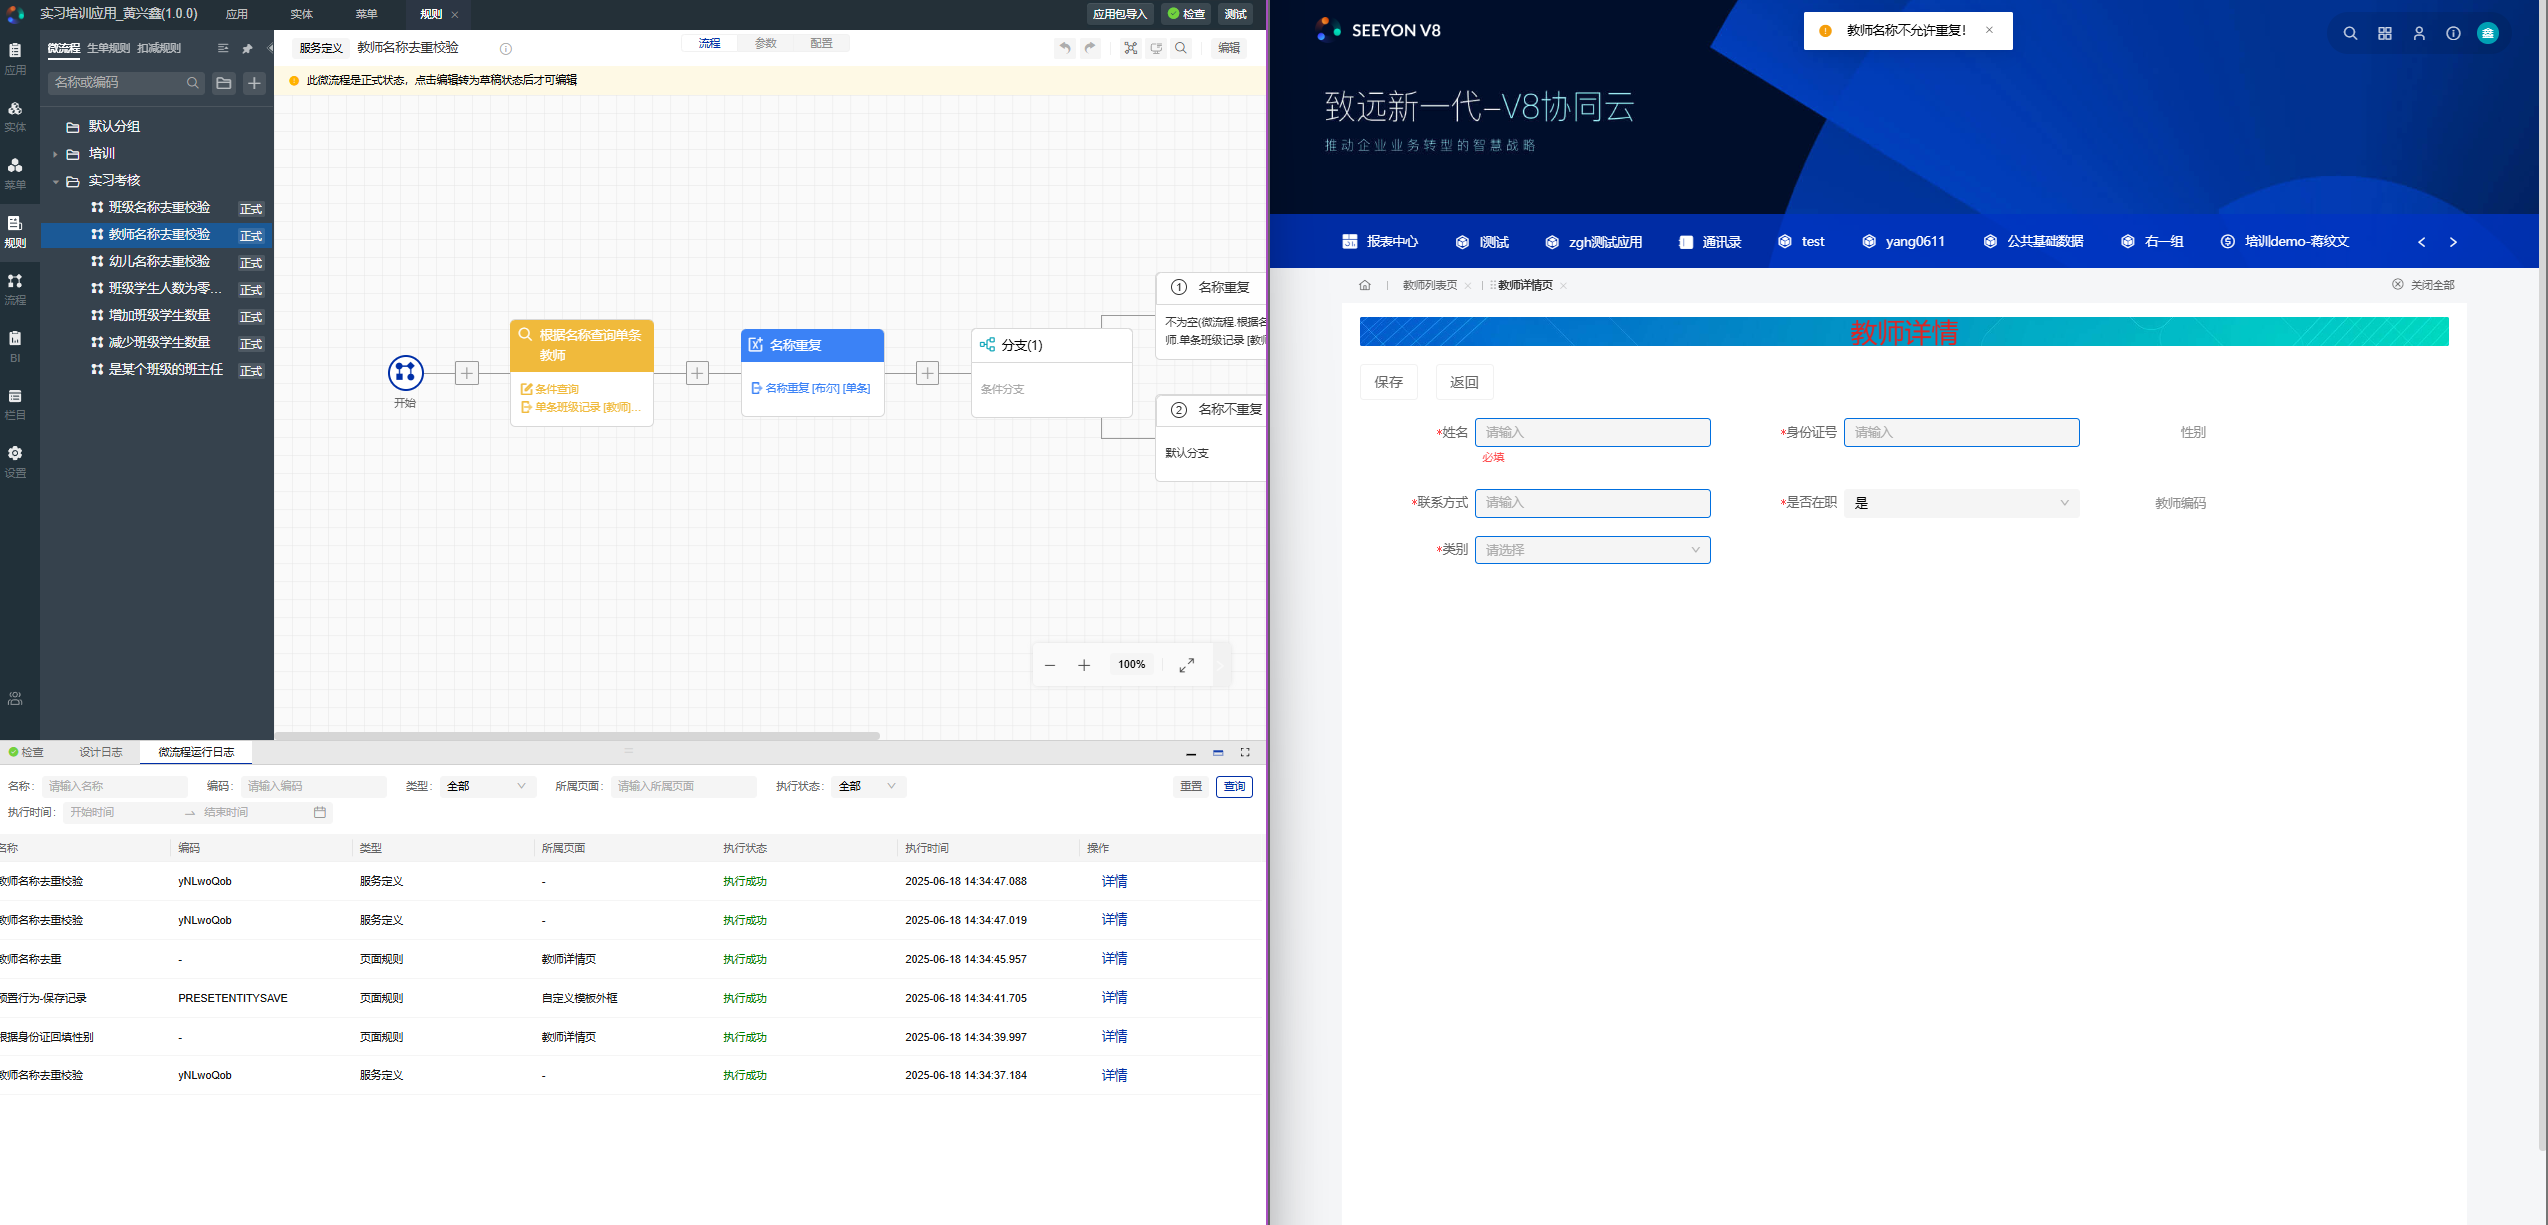 实习培训应用_黄兴鑫(1.0.0)
应用
实体
菜单
规则
应用包导入
检查
测试
应用
实体
菜单
规则
流程
BI
栏目
设置
微流程
生单规则
扣减规则
名称或编码
默认分组
培训
实习考核
班级名称去重校验 正式
教师名称去重校验 正式
幼儿名称去重校验 正式
班级学生人数为零... 正式
增加班级学生数量 正式
减少班级学生数量 正式
是某个班级的班主任 正式
服务定义 教师名称去重校验
流程 参数 配置
编辑
此微流程是正式状态，点击编辑转为草稿状态后才可编辑
开始
根据名称查询单条
教师
条件查询
单条班级记录 [教师]...
名称重复
名称重复 [布尔] [单条]
分支(1)
条件分支
1 名称重复
不为空(微流程.根据名
师.单条班级记录 [教师
2 名称不重复
默认分支
100%
检查 设计日志 微流程运行日志
名称: 请输入名称 编码: 请输入编码 类型: 全部 所属页面: 请输入所属页面 执行状态: 全部 重置 查询
执行时间: 开始时间 → 结束时间
名称 编码 类型 所属页面 执行状态 执行时间 操作
教师名称去重校验 yNLwoQob 服务定义 - 执行成功 2025-06-18 14:34:47.088 详情
教师名称去重校验 yNLwoQob 服务定义 - 执行成功 2025-06-18 14:34:47.019 详情
教师名称去重 - 页面规则 教师详情页 执行成功 2025-06-18 14:34:45.957 详情
预置行为-保存记录 PRESETENTITYSAVE 页面规则 自定义模板外框 执行成功 2025-06-18 14:34:41.705 详情
根据身份证回填性别 - 页面规则 教师详情页 执行成功 2025-06-18 14:34:39.997 详情
教师名称去重校验 yNLwoQob 服务定义 - 执行成功 2025-06-18 14:34:37.184 详情
SEEYON V8
教师名称不允许重复!
鑫
致远新一代–V8协同云
推动企业业务转型的智慧战略
报表中心 l测试 zgh测试应用 通讯录 test yang0611 公共基础数据 右一组 培训demo-蒋纹文
教师列表页 教师详情页 关闭全部
教师详情
保存 返回
*姓名 请输入 *身份证号 请输入 性别
必填
*联系方式 请输入 *是否在职 是 教师编码
*类别 请选择